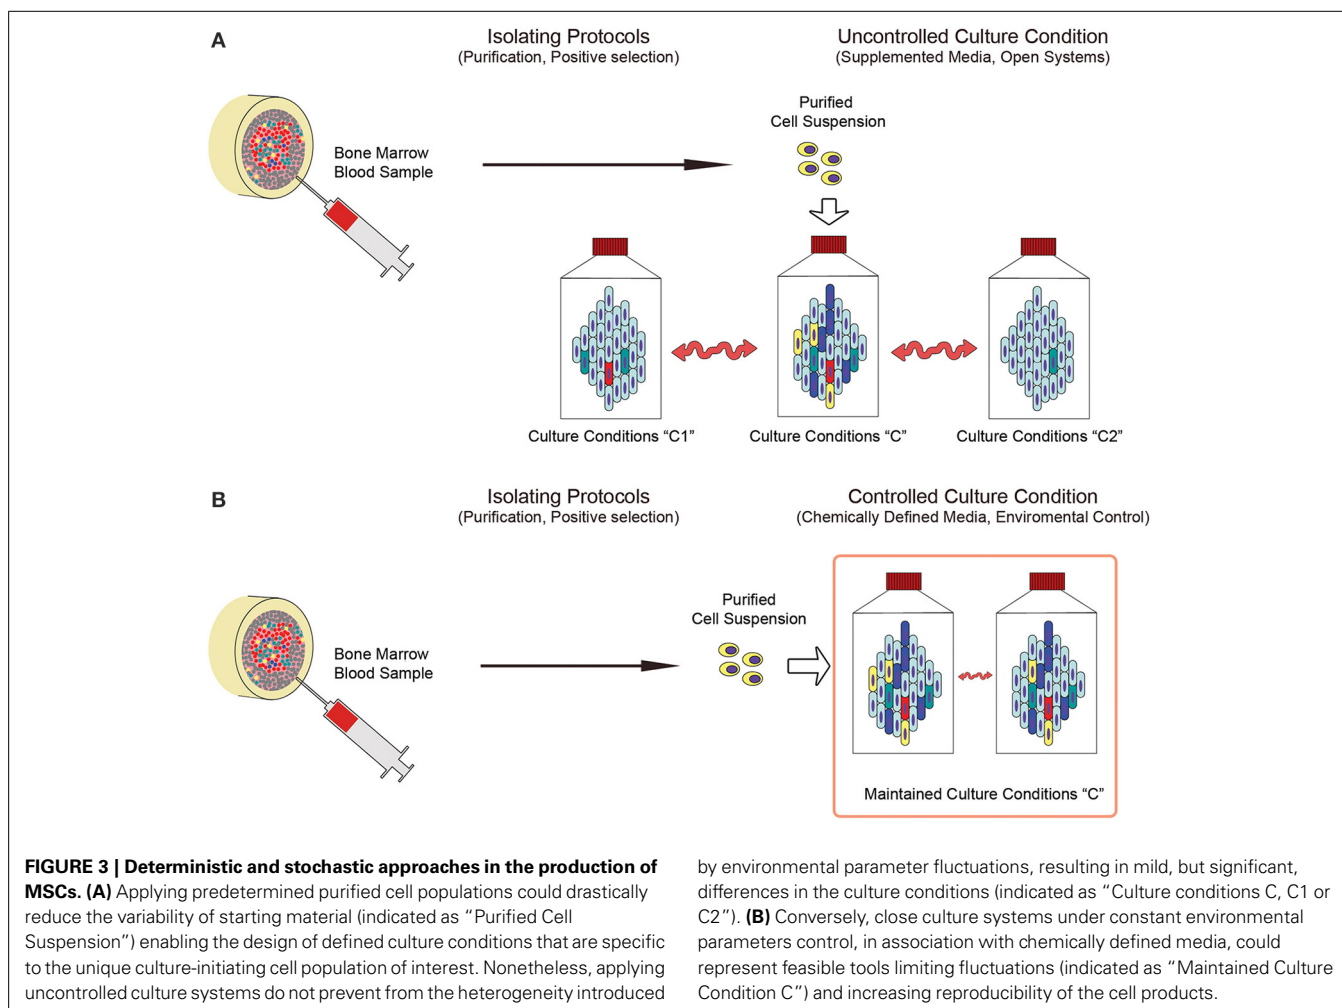 A
Isolating Protocols
(Purification, Positive selection)
Uncontrolled Culture Condition
(Supplemented Media, Open Systems)
Purified
Cell Suspension
Bone Marrow
Blood Sample
Culture Conditions “C1”
Culture Conditions “C”
Culture Conditions “C2”
B
Isolating Protocols
(Purification, Positive selection)
Controlled Culture Condition
(Chemically Defined Media, Enviromental Control)
Purified
Cell Suspension
Bone Marrow
Blood Sample
Maintained Culture Conditions “C”
FIGURE 3 | Deterministic and stochastic approaches in the production of
MSCs. (A) Applying predetermined purified cell populations could drastically
reduce the variability of starting material (indicated as “Purified Cell
Suspension”) enabling the design of defined culture conditions that are specific
to the unique culture-initiating cell population of interest. Nonetheless, applying
uncontrolled culture systems do not prevent from the heterogeneity introduced
by environmental parameter fluctuations, resulting in mild, but significant,
differences in the culture conditions (indicated as “Culture conditions C, C1 or
C2”). (B) Conversely, close culture systems under constant environmental
parameters control, in association with chemically defined media, could
represent feasible tools limiting fluctuations (indicated as “Maintained Culture
Condition C”) and increasing reproducibility of the cell products.